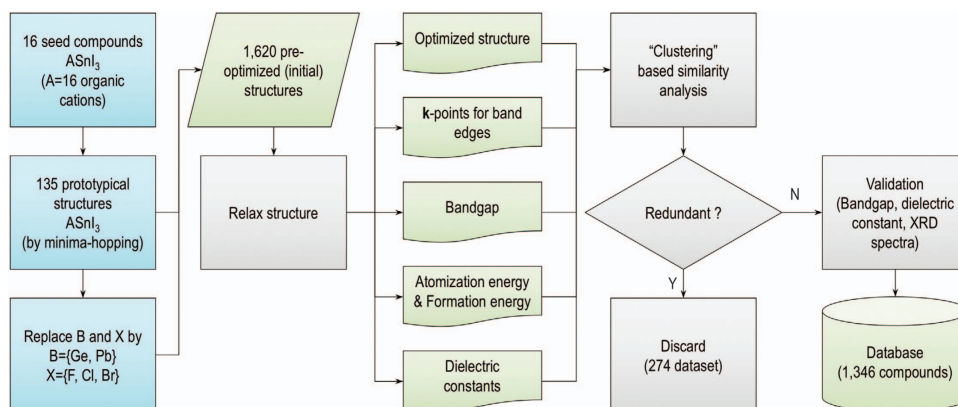 16 seed compounds
ASnI₃
(A=16 organic
cations)
135 prototypical
structures
ASnI₃
(by minima-hopping)
Replace B and X by
B={Ge, Pb}
X={F, Cl, Br}
1,620 pre-
optimized (initial)
structures
Relax structure
Optimized structure
k-points for band
edges
Bandgap
Atomization energy
& Formation energy
Dielectric
constants
“Clustering”
based similarity
analysis
Redundant ?
Y
N
Discard
(274 dataset)
Validation
(Bandgap, dielectric
constant, XRD
spectra)
Database
(1,346 compounds)